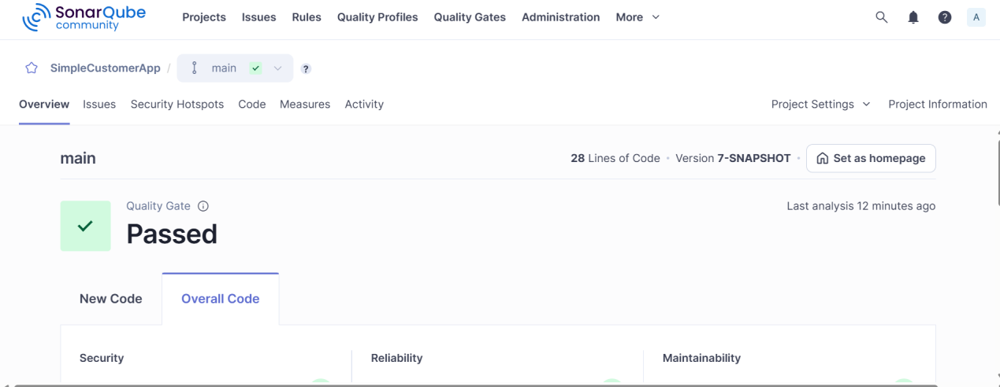 SonarQube
community
Projects Issues Rules Quality Profiles Quality Gates Administration More
?
A
SimpleCustomerApp / main
?
Overview Issues Security Hotspots Code Measures Activity Project Settings Project Information
main
28 Lines of Code • Version 7-SNAPSHOT • Set as homepage
Quality Gate
Last analysis 12 minutes ago
Passed
New Code Overall Code
Security Reliability Maintainability